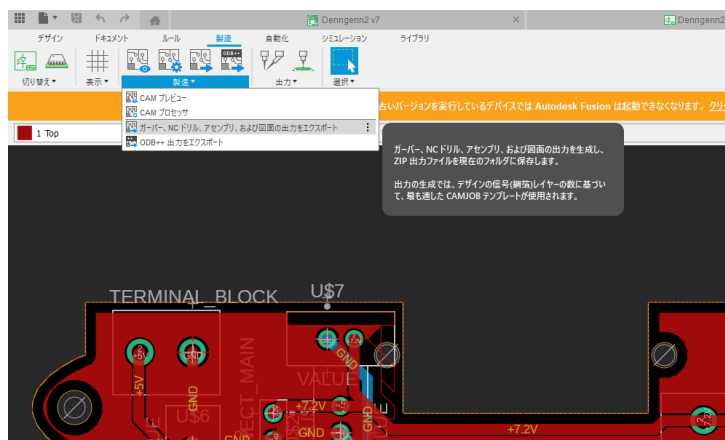 Denngenn2 v7
Denngenn2
デザイン
ドキュメント
ルール
製造
自動化
シミュレーション
ライブラリ
切り替え▾
表示▾
製造▾
出力▾
選択▾
CAM プレビュー
CAM プロセッサ
ガーバー、NC ドリル、アセンブリ、および図面の出力をエクスポート
ODB++ 出力をエクスポート
古いバージョンを実行しているデバイスでは Autodesk Fusion は起動できなくなります。
1 Top
ガーバー、NC ドリル、アセンブリ、および図面の出力を生成し、
ZIP 出力ファイルを現在のフォルダに保存します。
出力の生成では、デザインの信号(銅箔)レイヤーの数に基づい
て、最も適した CAMJOB テンプレートが使用されます。
TERMINAL_BLOCK
U$7
+5V
GND
GND
VALUE
+5V
GND
U$6
+7.2V
GND
GND
GND
+7.2V